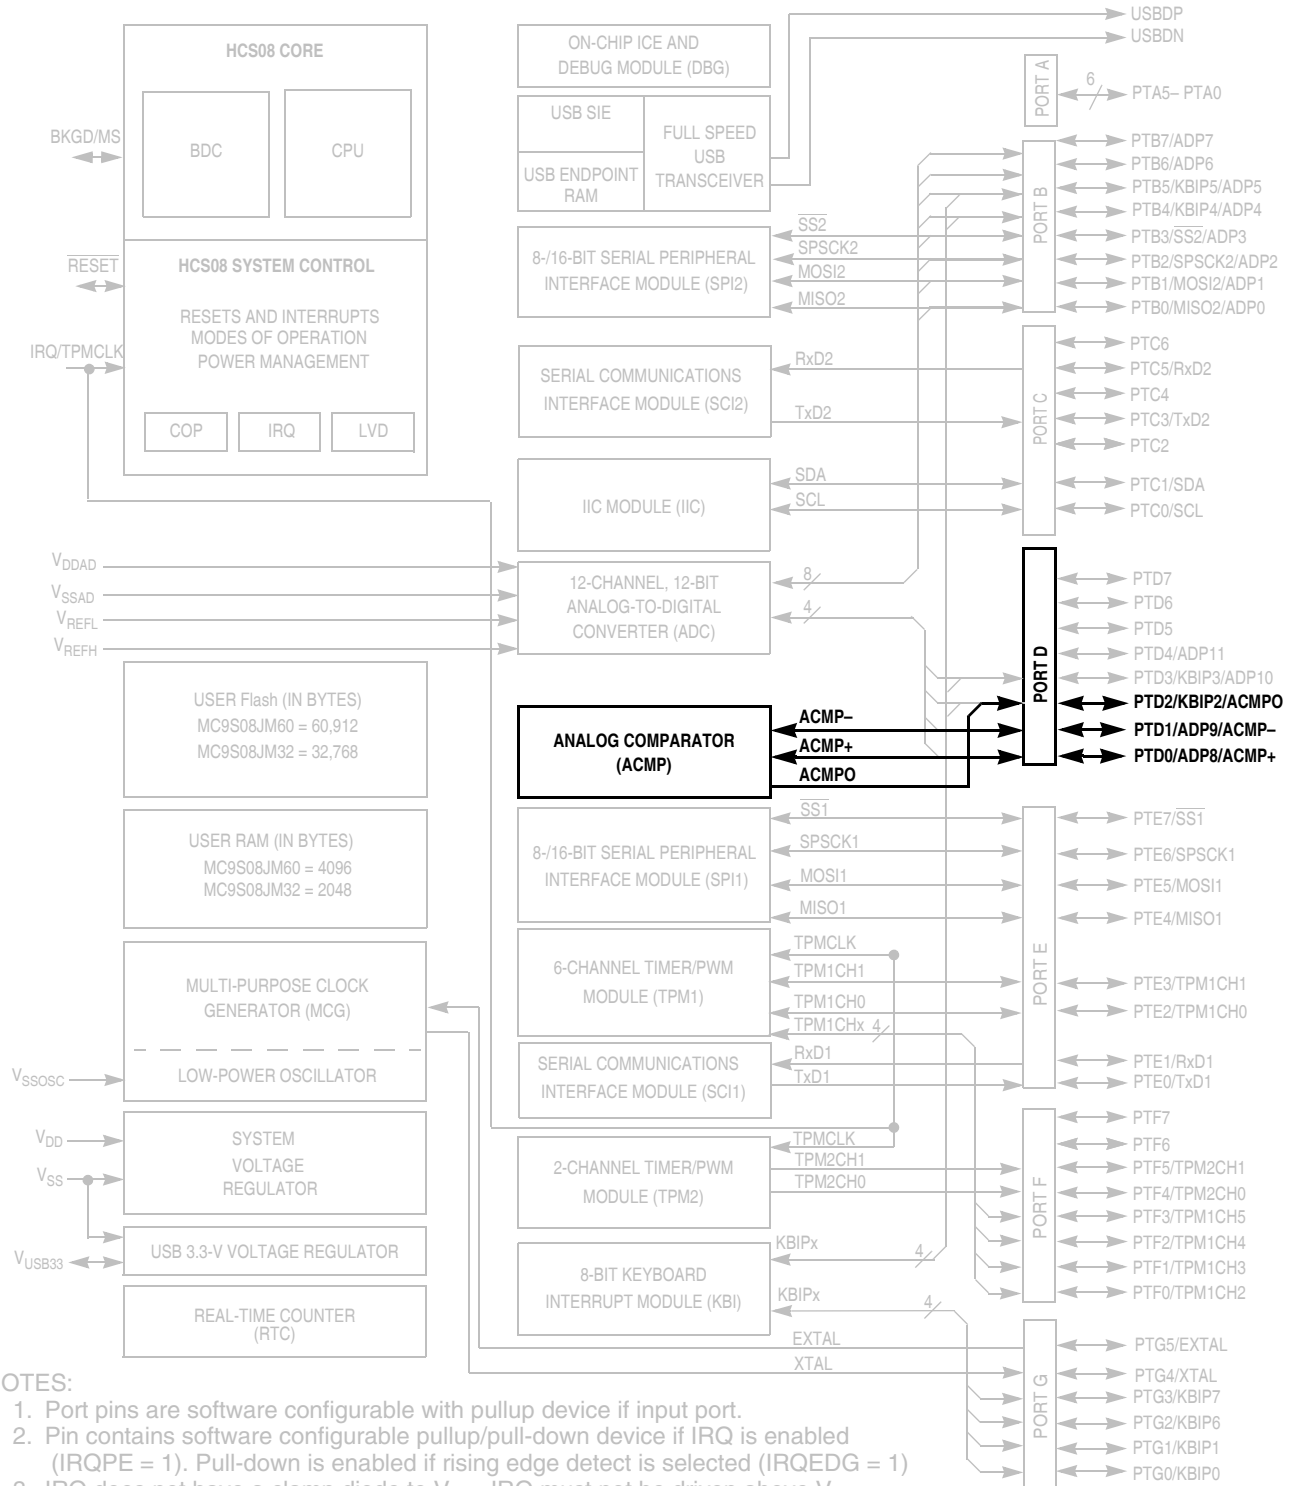 HCS08 CORE
BDC
CPU
BKGD/MS
RESET
HCS08 SYSTEM CONTROL
RESETS AND INTERRUPTS
MODES OF OPERATION
POWER MANAGEMENT
IRQ/TPMCLK
COP
IRQ
LVD
VDDAD
VSSAD
VREFL
VREFH
USER Flash (IN BYTES)
MC9S08JM60 = 60,912
MC9S08JM32 = 32,768
USER RAM (IN BYTES)
MC9S08JM60 = 4096
MC9S08JM32 = 2048
MULTI-PURPOSE CLOCK
GENERATOR (MCG)
LOW-POWER OSCILLATOR
VSSOSC
VDD
VSS
SYSTEM
VOLTAGE
REGULATOR
VUSB33
USB 3.3-V VOLTAGE REGULATOR
REAL-TIME COUNTER
(RTC)
ON-CHIP ICE AND
DEBUG MODULE (DBG)
USB SIE
USB ENDPOINT
RAM
FULL SPEED
USB
TRANSCEIVER
USBDP
USBDN
8-/16-BIT SERIAL PERIPHERAL
INTERFACE MODULE (SPI2)
SS2
SPSCK2
MOSI2
MISO2
SERIAL COMMUNICATIONS
INTERFACE MODULE (SCI2)
RxD2
TxD2
IIC MODULE (IIC)
SDA
SCL
12-CHANNEL, 12-BIT
ANALOG-TO-DIGITAL
CONVERTER (ADC)
8
4
ANALOG COMPARATOR
(ACMP)
ACMP–
ACMP+
ACMPO
8-/16-BIT SERIAL PERIPHERAL
INTERFACE MODULE (SPI1)
SS1
SPSCK1
MOSI1
MISO1
6-CHANNEL TIMER/PWM
MODULE (TPM1)
TPMCLK
TPM1CH1
TPM1CH0
TPM1CHx 4
SERIAL COMMUNICATIONS
INTERFACE MODULE (SCI1)
RxD1
TxD1
2-CHANNEL TIMER/PWM
MODULE (TPM2)
TPMCLK
TPM2CH1
TPM2CH0
8-BIT KEYBOARD
INTERRUPT MODULE (KBI)
KBIPx
4
KBIPx
4
EXTAL
XTAL
PORT A
6
PTA5– PTA0
PORT B
PTB7/ADP7
PTB6/ADP6
PTB5/KBIP5/ADP5
PTB4/KBIP4/ADP4
PTB3/SS2/ADP3
PTB2/SPSCK2/ADP2
PTB1/MOSI2/ADP1
PTB0/MISO2/ADP0
PORT C
PTC6
PTC5/RxD2
PTC4
PTC3/TxD2
PTC2
PTC1/SDA
PTC0/SCL
PORT D
PTD7
PTD6
PTD5
PTD4/ADP11
PTD3/KBIP3/ADP10
PTD2/KBIP2/ACMPO
PTD1/ADP9/ACMP–
PTD0/ADP8/ACMP+
PORT E
PTE7/SS1
PTE6/SPSCK1
PTE5/MOSI1
PTE4/MISO1
PTE3/TPM1CH1
PTE2/TPM1CH0
PTE1/RxD1
PTE0/TxD1
PORT F
PTF7
PTF6
PTF5/TPM2CH1
PTF4/TPM2CH0
PTF3/TPM1CH5
PTF2/TPM1CH4
PTF1/TPM1CH3
PTF0/TPM1CH2
PORT G
PTG5/EXTAL
PTG4/XTAL
PTG3/KBIP7
PTG2/KBIP6
PTG1/KBIP1
PTG0/KBIP0
OTES:
1. Port pins are software configurable with pullup device if input port.
2. Pin contains software configurable pullup/pull-down device if IRQ is enabled
(IRQPE = 1). Pull-down is enabled if rising edge detect is selected (IRQEDG = 1)
3. IRQ does not have a clamp diode to V IRQ must not be driven above V